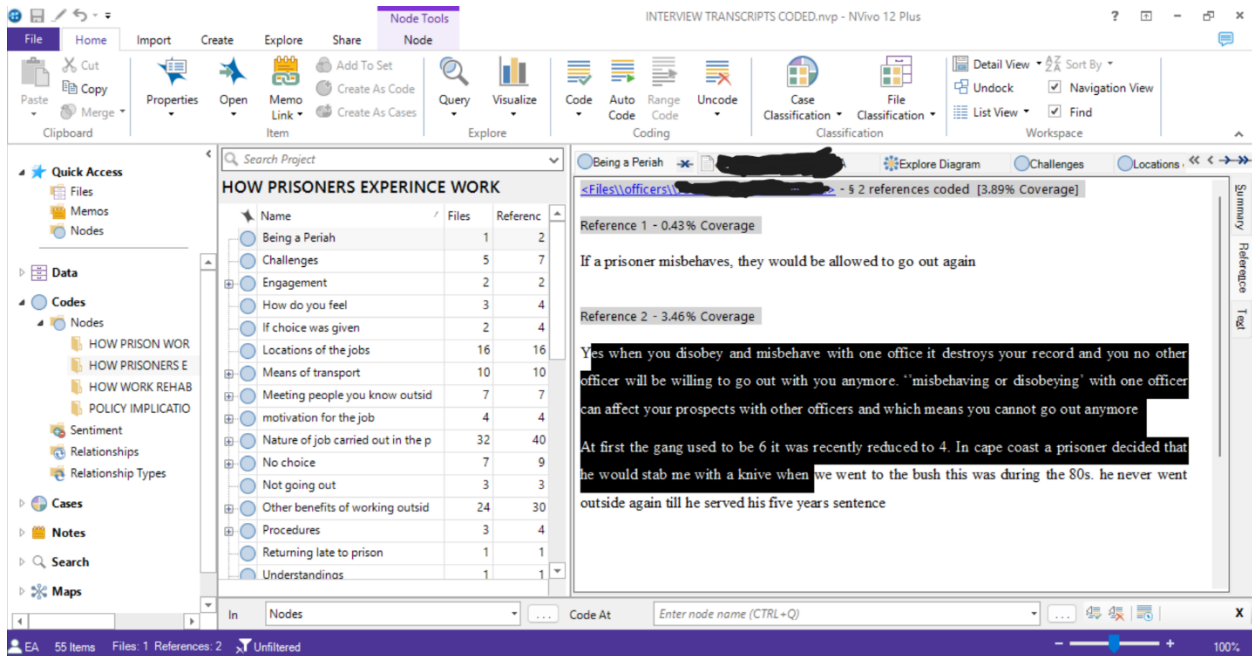 Node Tools
INTERVIEW TRANSCRIPTS CODED.nvp - NVivo 12 Plus
? - x
File Home Import Create Explore Share Node
Paste
Cut
Copy
Merge
Clipboard
Properties
Open
Memo Link
Add To Set
Create As Code
Create As Cases
Item
Query
Visualize
Explore
Code
Auto Code
Range Code
Uncode
Coding
Case Classification
File Classification
Classification
Detail View
Sort By
Undock
Navigation View
List View
Find
Workspace
Quick Access
Files
Memos
Nodes
Data
Codes
Nodes
HOW PRISON WOR
HOW PRISONERS E
HOW WORK REHAB
POLICY IMPLICATIO
Sentiment
Relationships
Relationship Types
Cases
Notes
Search
Maps
Search Project
HOW PRISONERS EXPERINCE WORK
Name Files Referenc
Being a Periah 1 2
Challenges 5 7
Engagement 2 2
How do you feel 3 4
If choice was given 2 4
Locations of the jobs 16 16
Means of transport 10 10
Meeting people you know outsid 7 7
motivation for the job 4 4
Nature of job carried out in the p 32 40
No choice 7 9
Not going out 3 3
Other benefits of working outsid 24 30
Procedures 3 4
Returning late to prison 1 1
Understandings 1 1
Being a Periah Explore Diagram Challenges Locations
<Files\\officers\\ > - § 2 references coded [3.89% Coverage]
Reference 1 - 0.43% Coverage
If a prisoner misbehaves, they would be allowed to go out again
Reference 2 - 3.46% Coverage
Yes when you disobey and misbehave with one office it destroys your record and you no other
officer will be willing to go out with you anymore. ‘’misbehaving or disobeying’ with one officer
can affect your prospects with other officers and which means you cannot go out anymore
At first the gang used to be 6 it was recently reduced to 4. In cape coast a prisoner decided that
he would stab me with a knive when we went to the bush this was during the 80s. he never went
outside again till he served his five years sentence
Summary
Reference
Text
In Nodes ... Code At Enter node name (CTRL+Q) ... X
EA 55 Items Files: 1 References: 2 Unfiltered - + 100%